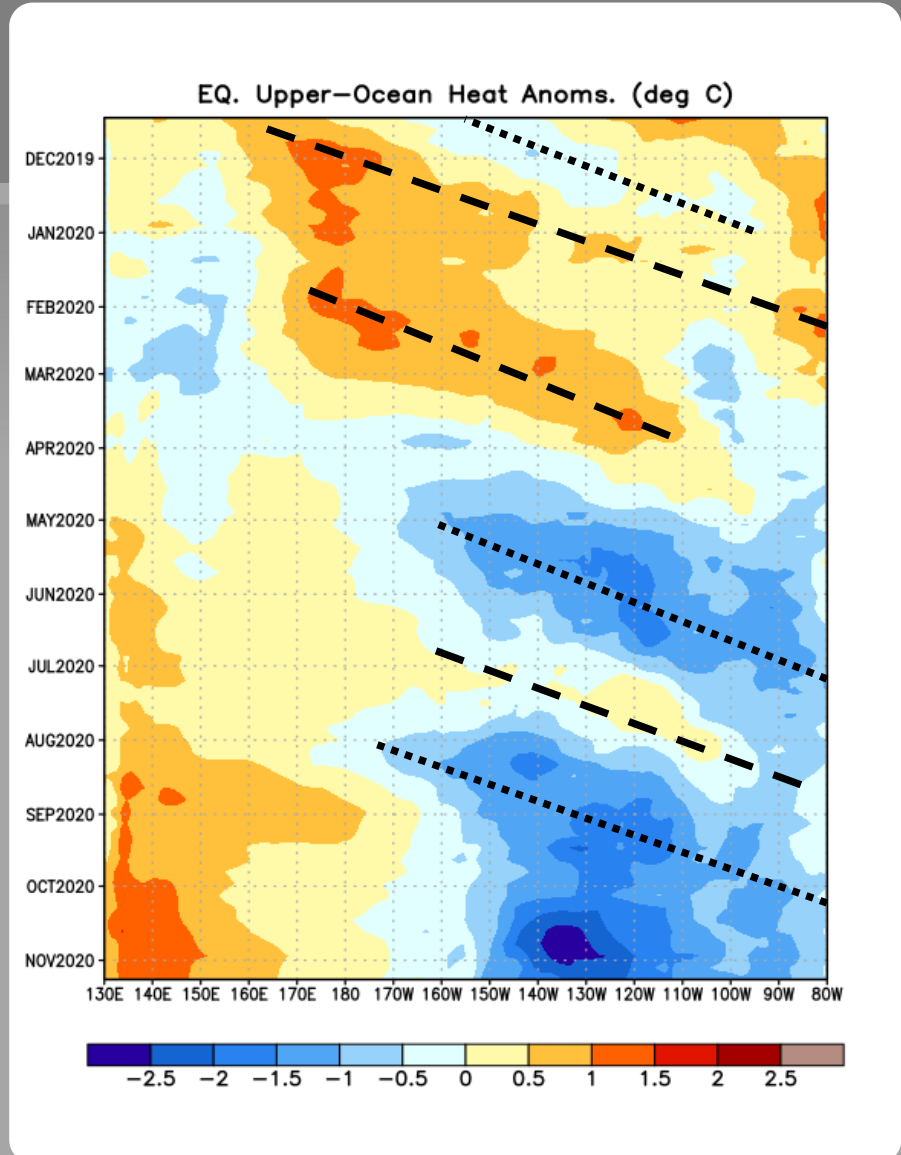 EQ. Upper−Ocean Heat Anoms. (deg C)
DEC2019
JAN2020
FEB2020
MAR2020
APR2020
MAY2020
JUN2020
JUL2020
AUG2020
SEP2020
OCT2020
NOV2020
130E 140E 150E 160E 170E 180 170W 160W 150W 140W 130W 120W 110W 100W 90W 80W
−2.5 −2 −1.5 −1 −0.5 0 0.5 1 1.5 2 2.5